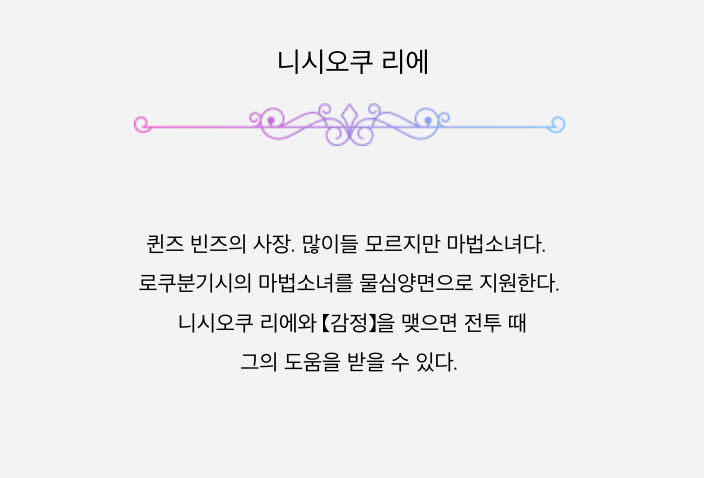 니시오쿠 리에
퀸즈 빈즈의 사장. 많이들 모르지만 마법소녀다.
로쿠분기시의 마법소녀를 물심양면으로 지원한다.
니시오쿠 리에와 【감정】을 맺으면 전투 때
그의 도움을 받을 수 있다.